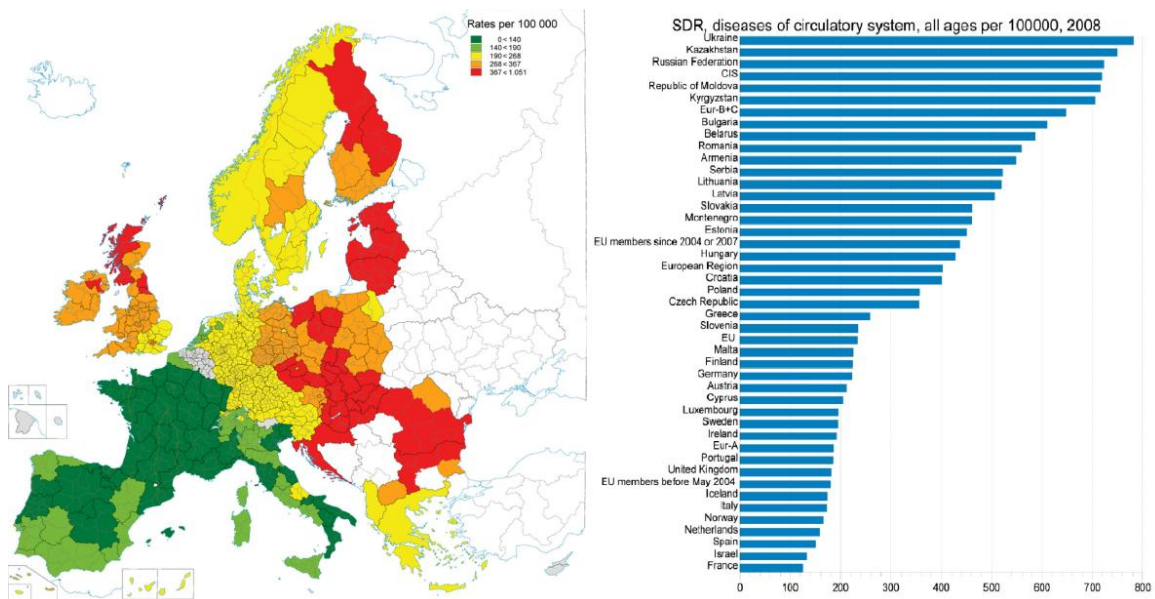 Rates per 100 000
0 < 140
140 < 190
190 < 268
268 < 367
367 < 1.051
SDR, diseases of circulatory system, all ages per 100000, 2008
Ukraine
Kazakhstan
Russian Federation
CIS
Republic of Moldova
Kyrgyzstan
Eur-B+C
Bulgaria
Belarus
Romania
Armenia
Serbia
Lithuania
Latvia
Slovakia
Montenegro
Estonia
EU members since 2004 or 2007
Hungary
European Region
Croatia
Poland
Czech Republic
Greece
Slovenia
EU
Malta
Finland
Germany
Austria
Cyprus
Luxembourg
Sweden
Ireland
Eur-A
Portugal
United Kingdom
EU members before May 2004
Iceland
Italy
Norway
Netherlands
Spain
Israel
France
0 100 200 300 400 500 600 700 800